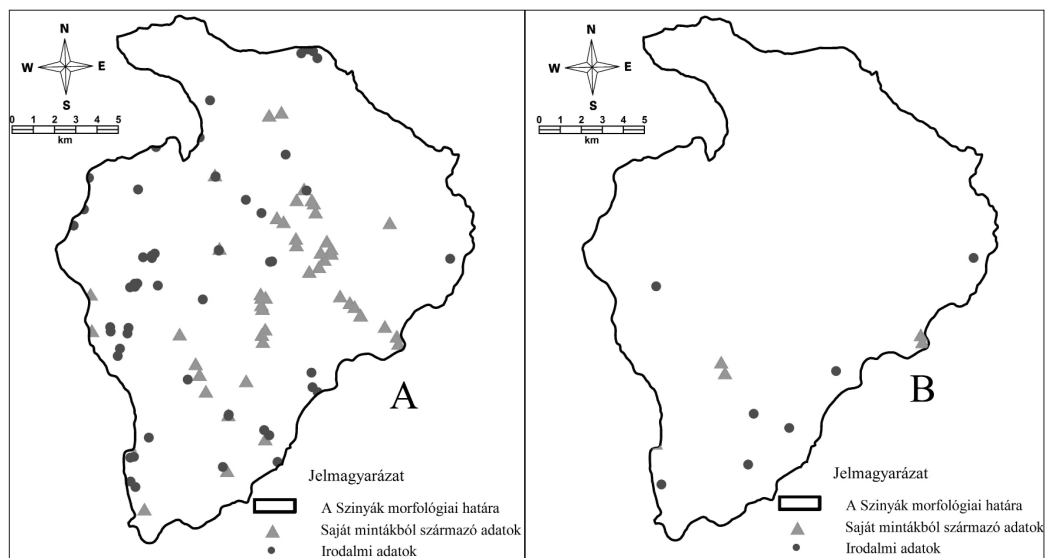 N
W E
S
0 1 2 3 4 5
km
A
Jelmagyarázat
A Szinyák morfológiai határa
Saját mintákból származó adatok
Irodalmi adatok
N
W E
S
0 1 2 3 4 5
km
B
Jelmagyarázat
A Szinyák morfológiai határa
Saját mintákból származó adatok
Irodalmi adatok